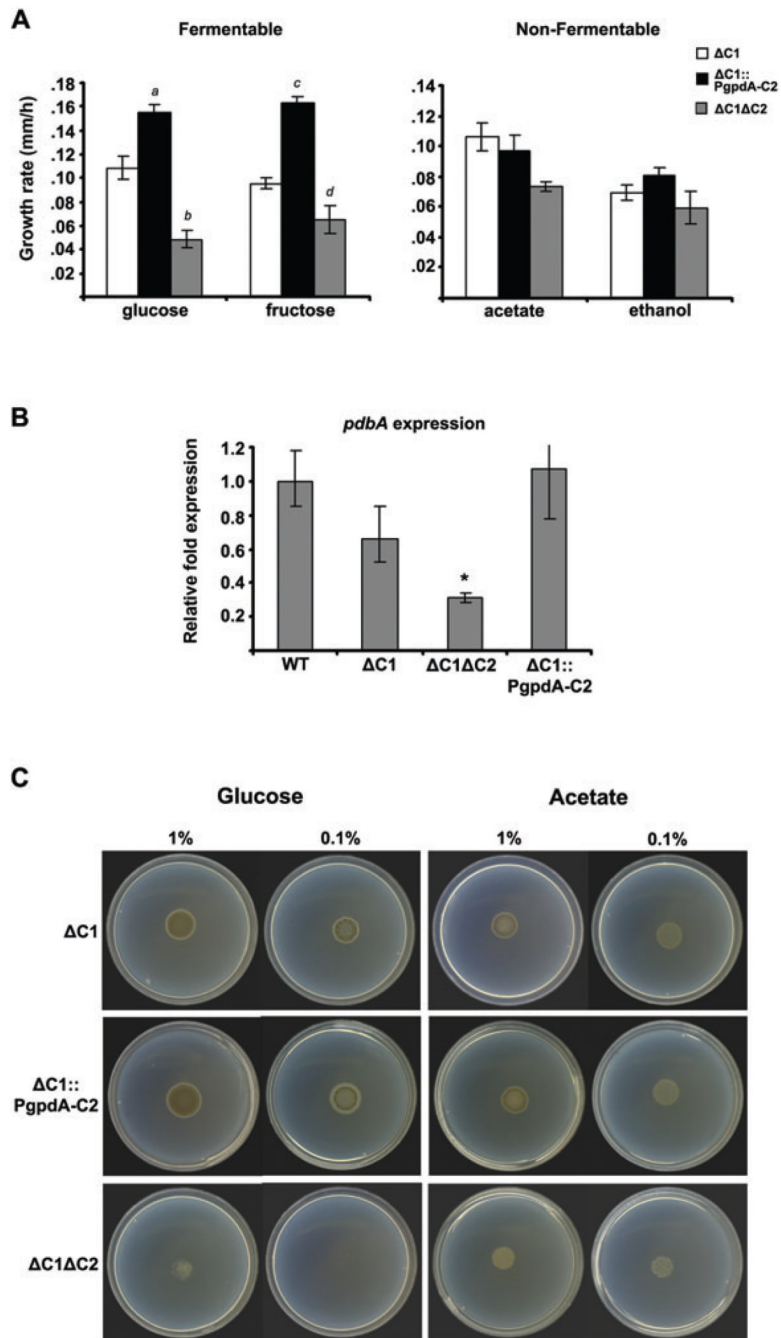 A
Fermentable
Non-Fermentable
ΔC1
ΔC1::
PgpdA-C2
ΔC1ΔC2
Growth rate (mm/h)
.18
.16
.14
.12
.10
.08
.06
.04
.02
a
b
c
d
glucose
fructose
.14
.12
.10
.08
.06
.04
.02
acetate
ethanol
B
pdbA expression
Relative fold expression
1.2
1.0
0.8
0.6
0.4
0.2
*
WT
ΔC1
ΔC1ΔC2
ΔC1::
PgpdA-C2
C
Glucose
Acetate
1%
0.1%
1%
0.1%
ΔC1
ΔC1::
PgpdA-C2
ΔC1ΔC2